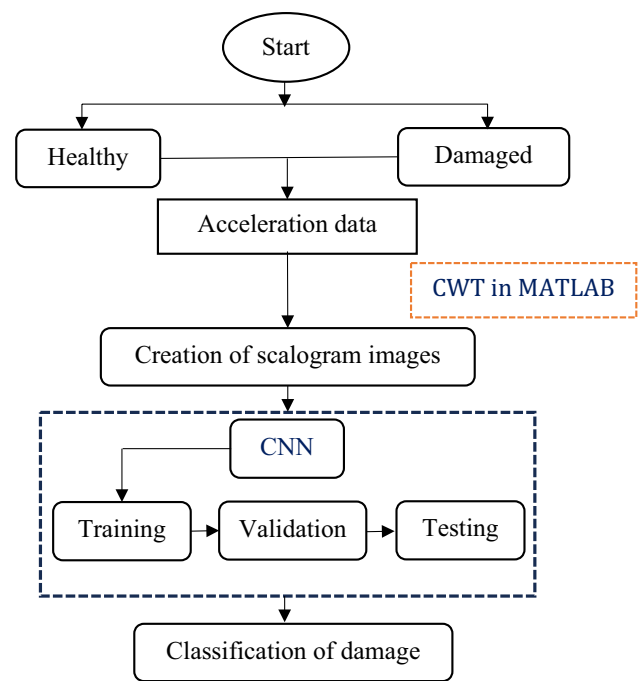 Start
Healthy
Damaged
Acceleration data
CWT in MATLAB
Creation of scalogram images
CNN
Training
Validation
Testing
Classification of damage